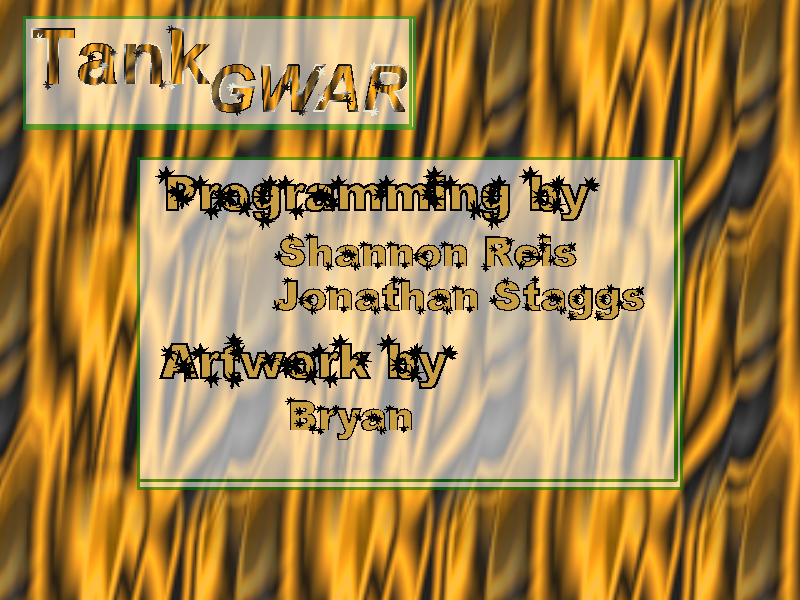 Tank
GWAR
Programming by
Shannon Reis
Jonathan Staggs
Artwork by
Bryan